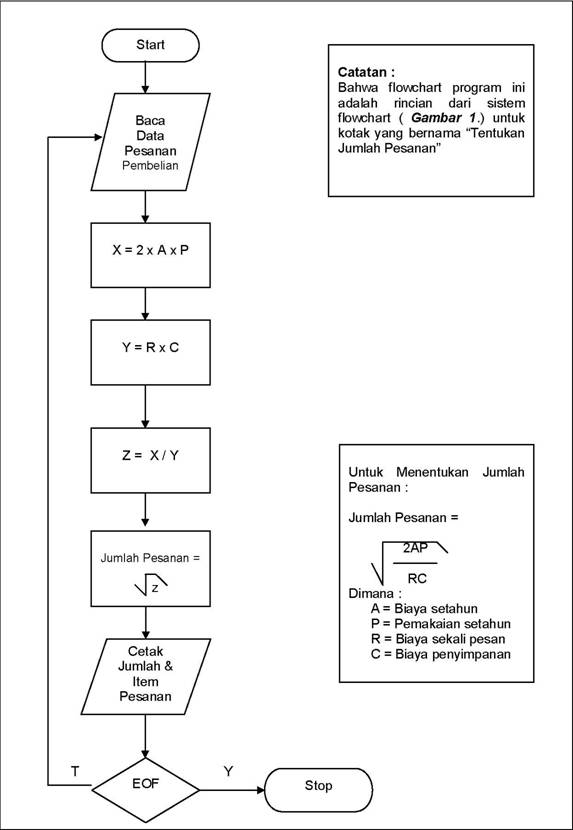 Start
Baca
Data
Pesanan
Pembelian
X = 2 x A x P
Y = R x C
Z = X / Y
Jumlah Pesanan =
√z
Cetak
Jumlah &
Item
Pesanan
EOF
T
Y
Stop
Catatan :
Bahwa flowchart program ini
adalah rincian dari sistem
flowchart ( Gambar 1.) untuk
kotak yang bernama “Tentukan
Jumlah Pesanan”
Untuk Menentukan Jumlah
Pesanan :
Jumlah Pesanan =
√
2AP
RC
Dimana :
A = Biaya setahun
P = Pemakaian setahun
R = Biaya sekali pesan
C = Biaya penyimpanan